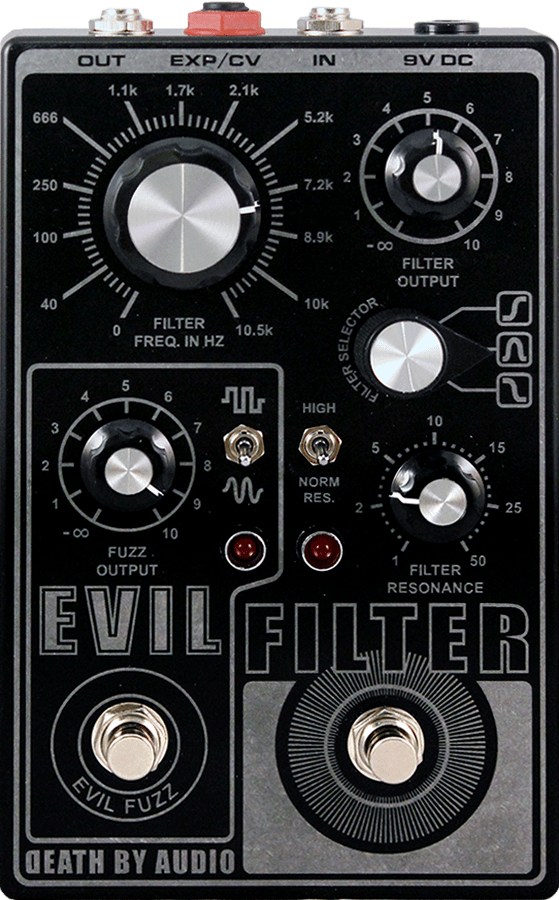 OUT EXP/CV IN 9V DC
1.1k 1.7k 2.1k
666 5.2k
250 7.2k
100 8.9k
40 10k
0 10.5k
FILTER
FREQ. IN HZ
5
4 6
3 7
2 8
1 9
-∞ 10
FILTER
OUTPUT
FILTER SELECTOR
5
4 6
3 7
2 8
1 9
-∞ 10
FUZZ
OUTPUT
HIGH
NORM
RES.
10
5 15
2 25
1 50
FILTER
RESONANCE
EVIL
FILTER
EVIL FUZZ
DEATH BY AUDIO